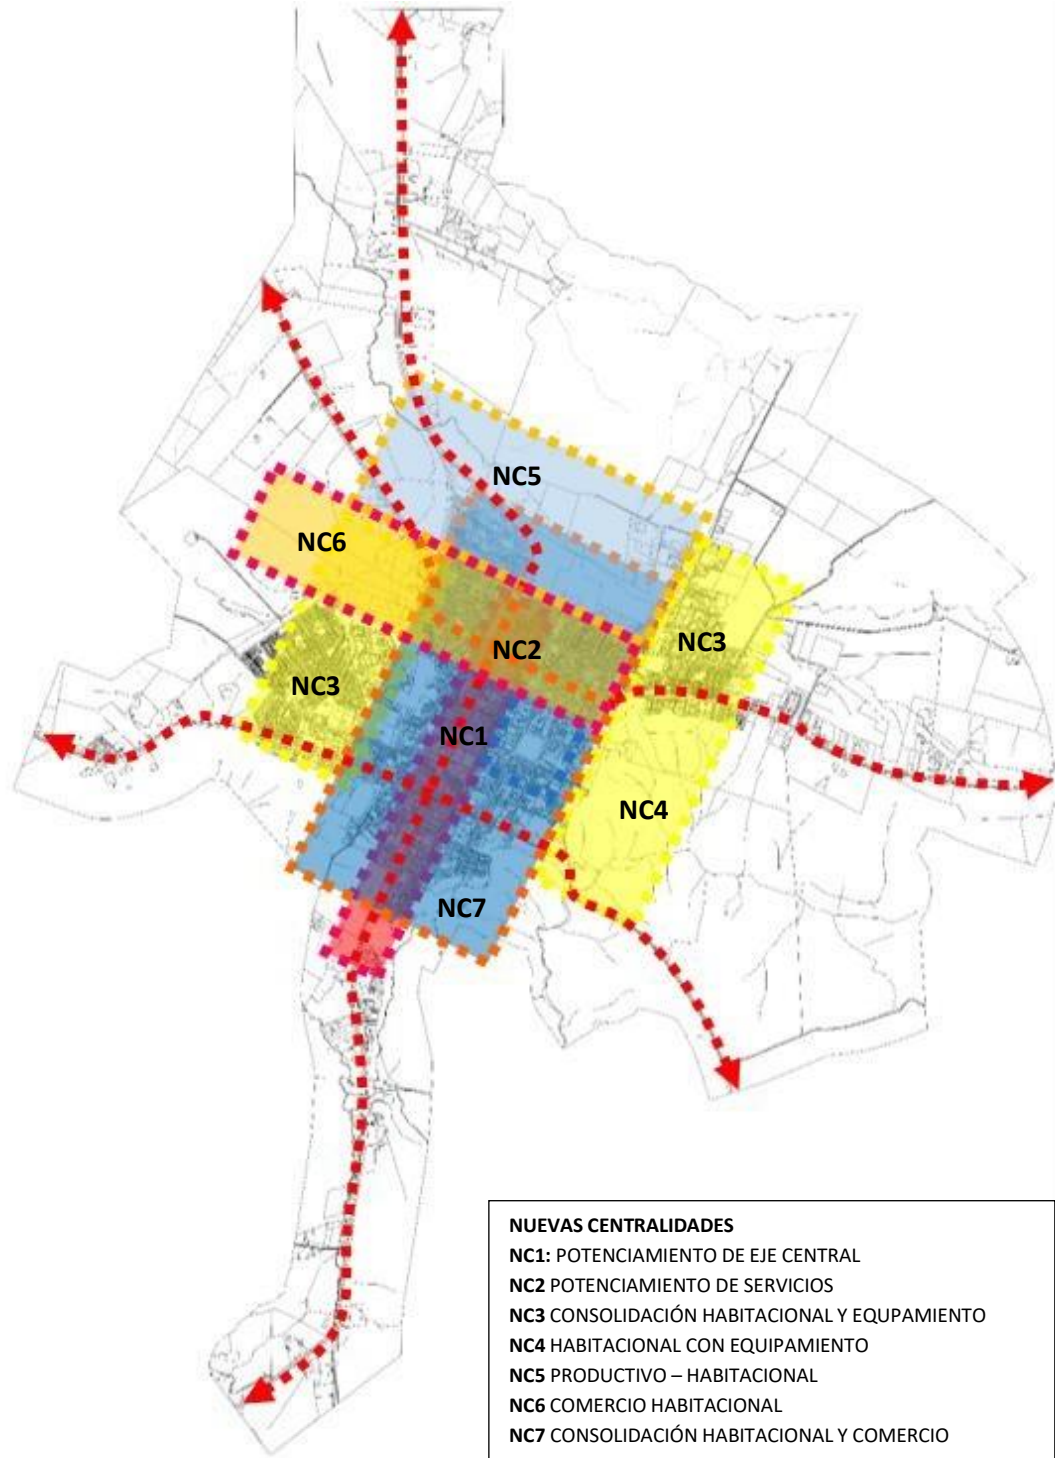 NC5
NC6
NC2
NC3
NC3
NC1
NC4
NC7
NUEVAS CENTRALIDADES
NC1: POTENCIAMIENTO DE EJE CENTRAL
NC2 POTENCIAMIENTO DE SERVICIOS
NC3 CONSOLIDACIÓN HABITACIONAL Y EQUPAMIENTO
NC4 HABITACIONAL CON EQUIPAMIENTO
NC5 PRODUCTIVO – HABITACIONAL
NC6 COMERCIO HABITACIONAL
NC7 CONSOLIDACIÓN HABITACIONAL Y COMERCIO